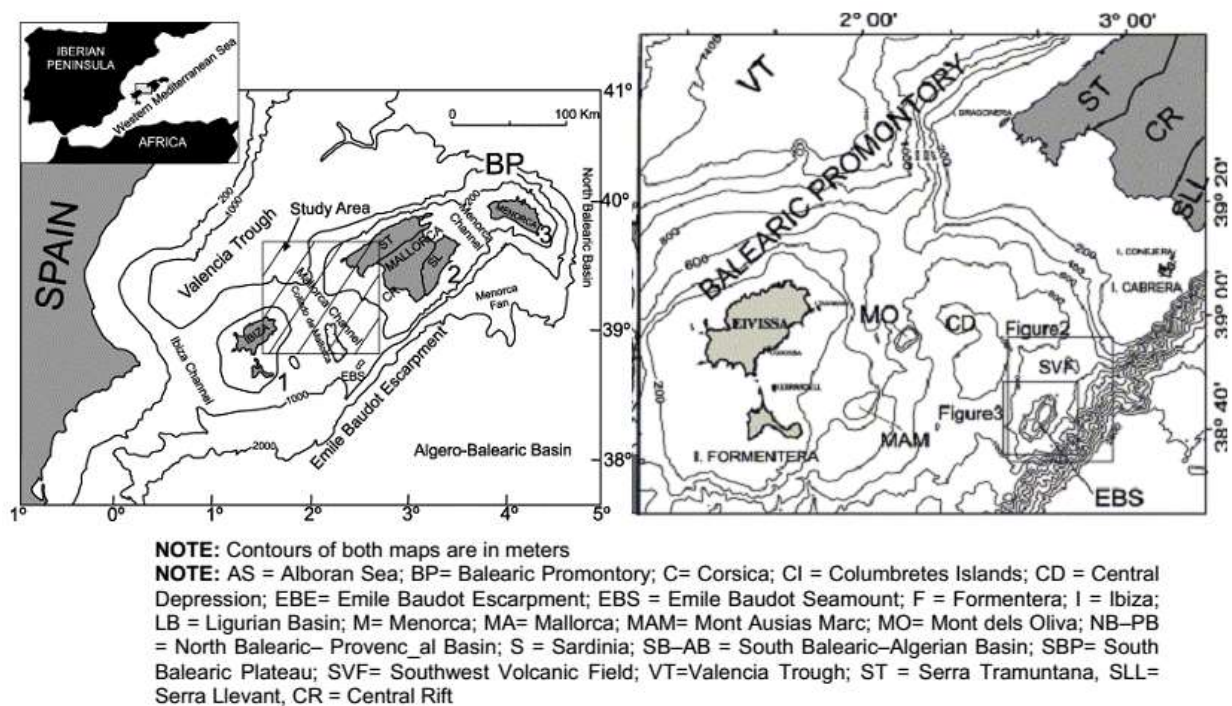 IBERIAN
PENINSULA
Western Mediterranean Sea
AFRICA
0 100 Km
41°
40°
39°
38°
1° 0° 1° 2° 3° 4° 5°
SPAIN
BP
Study Area
Valencia Trough
200
1000
200
MENORCA
3
Menorca
Channel
North Balearic Basin
ST
MALLORCA
SL
2
CR
Mallorca Channel
Menorca
Fan
IBIZA
1
Ibiza
Channel
EBS
1000
2000
Emile Baudot Escarpment
Algero-Balearic Basin
2° 00' 3° 00'
VT
BALEARIC PROMONTORY
I. DRAGONERA
ST
CR
SLL
39°20'
39°00'
38°40'
800
600
200
200
I. CONEJERA
I. CABRERA
EIVISSA
MO
CD
Figure2
SVF
Figure3
MAM
II. FORMENTERA
EBS
NOTE: Contours of both maps are in meters
NOTE: AS = Alboran Sea; BP= Balearic Promontory; C= Corsica; CI = Columbretes Islands; CD = Central
Depression; EBE= Emile Baudot Escarpment; EBS = Emile Baudot Seamount; F = Formentera; I = Ibiza;
LB = Ligurian Basin; M= Menorca; MA= Mallorca; MAM= Mont Ausias Marc; MO= Mont dels Oliva; NB–PB
= North Balearic– Provenc_al Basin; S = Sardinia; SB–AB = South Balearic–Algerian Basin; SBP= South
Balearic Plateau; SVF= Southwest Volcanic Field; VT=Valencia Trough; ST = Serra Tramuntana, SLL=
Serra Llevant, CR = Central Rift